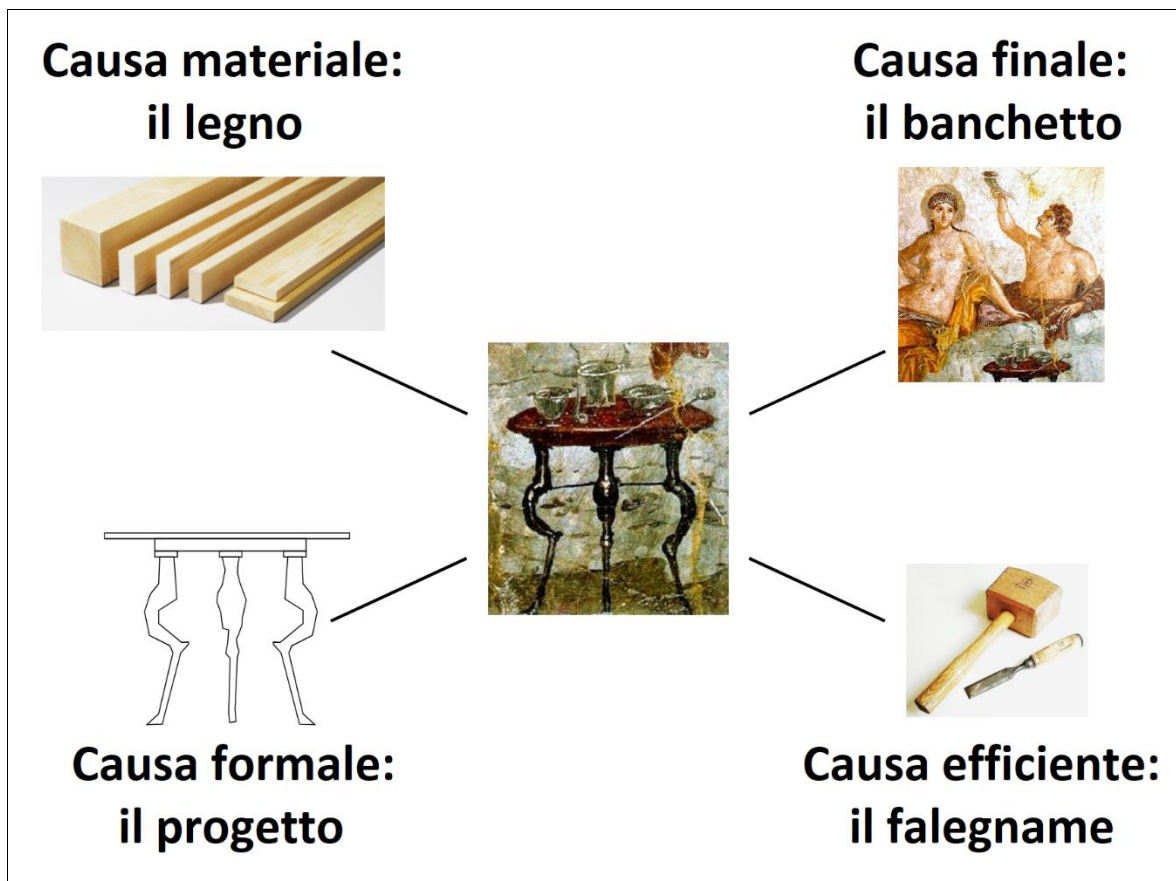 Causa materiale:
il legno
Causa finale:
il banchetto
Causa formale:
il progetto
Causa efficiente:
il falegname